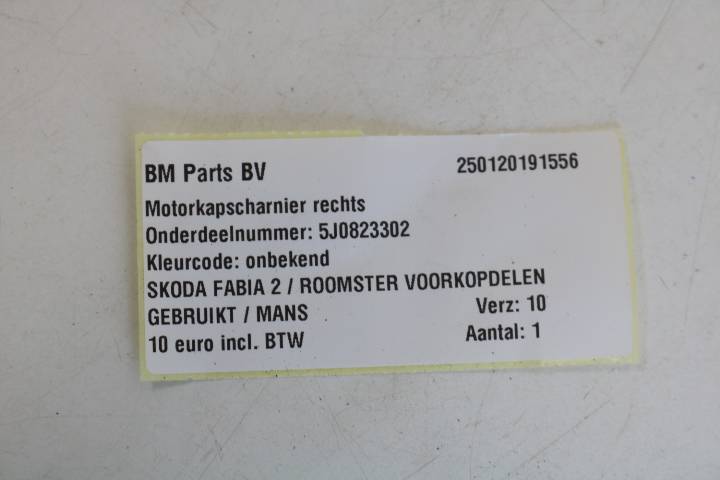 BM Parts BV 250120191556
Motorkapscharnier rechts
Onderdeelnummer: 5J0823302
Kleurcode: onbekend
SKODA FABIA 2 / ROOMSTER VOORKOPDELEN
GEBRUIKT / MANS Verz: 10
10 euro incl. BTW Aantal: 1